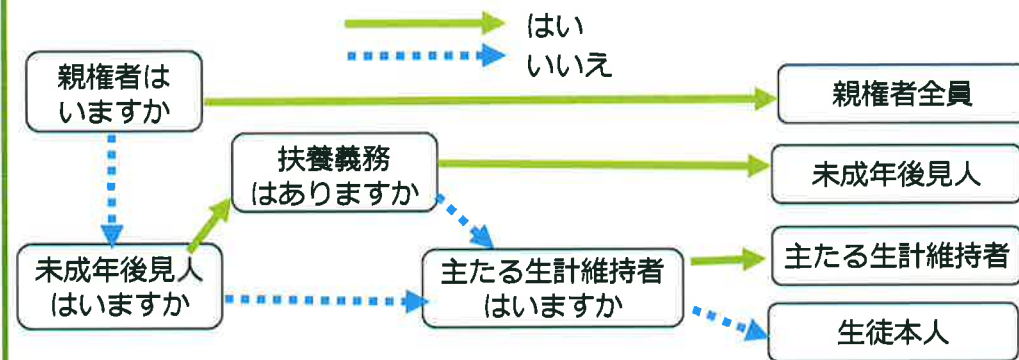 はい
いいえ
親権者は
いますか
親権者全員
扶養義務
はありますか
未成年後見人
未成年後見人
はいますか
主たる生計維持者
はいますか
主たる生計維持者
生徒本人